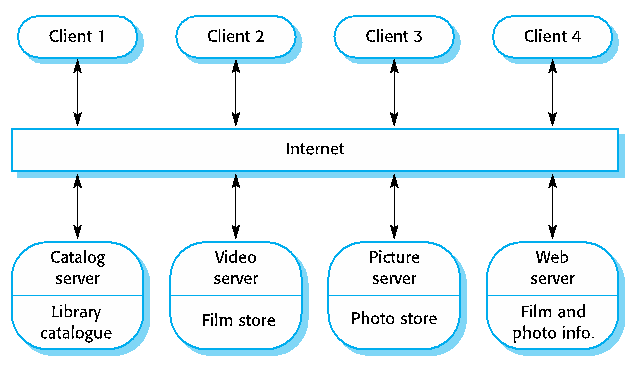 Client 1
Client 2
Client 3
Client 4
Internet
Catalog
server
Library
catalogue
Video
server
Film store
Picture
server
Photo store
Web
server
Film and
photo info.